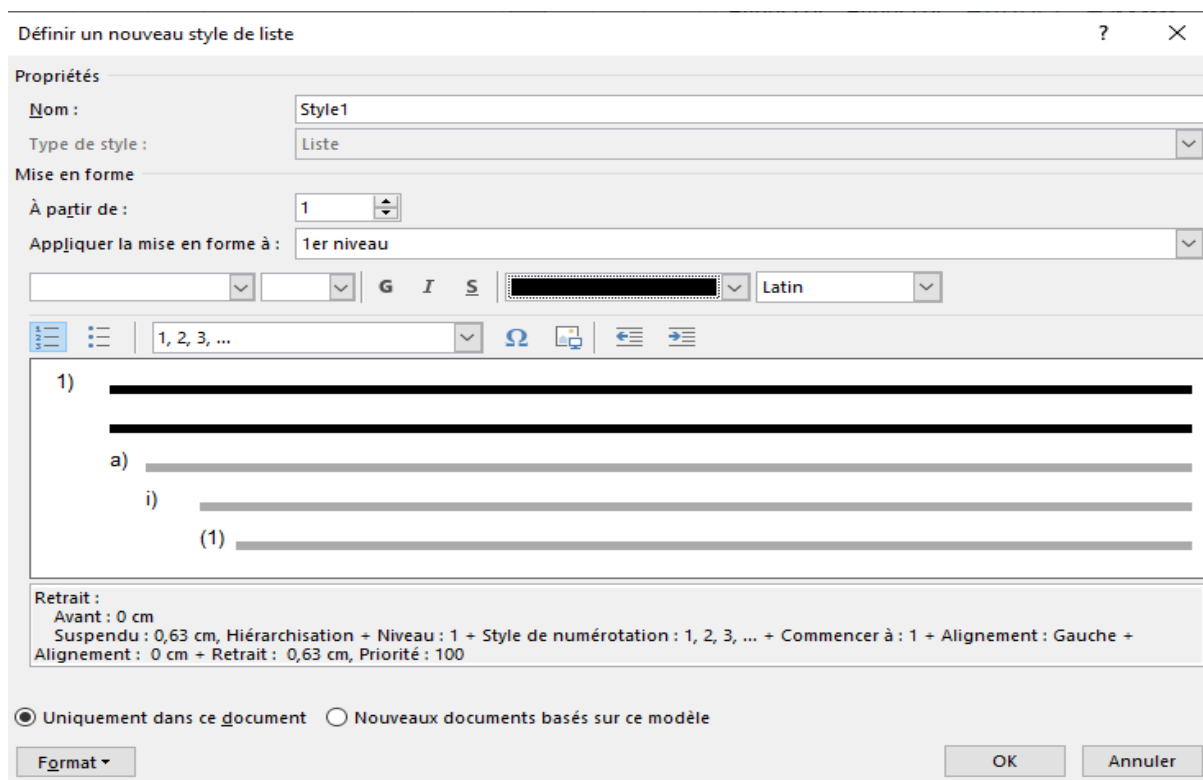 Définir un nouveau style de liste ?
Propriétés
Nom : Style1
Type de style : Liste
Mise en forme
À partir de : 1
Appliquer la mise en forme à : 1er niveau
G I S Latin
1, 2, 3, ... Ω
1)
a)
i)
(1)
Retrait :
Avant : 0 cm
Suspendu : 0,63 cm, Hiérarchisation + Niveau : 1 + Style de numérotation : 1, 2, 3, ... + Commencer à : 1 + Alignement : Gauche +
Alignement : 0 cm + Retrait : 0,63 cm, Priorité : 100
Uniquement dans ce document Nouveaux documents basés sur ce modèle
Format OK Annuler